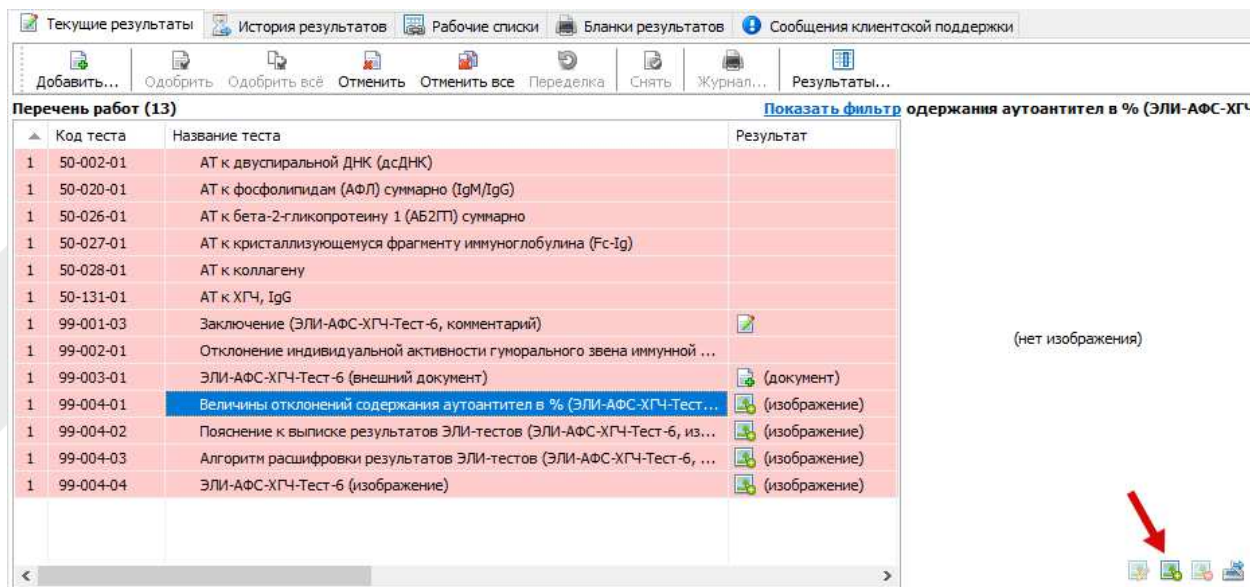 Текущие результаты История результатов Рабочие списки Бланки результатов Сообщения клиентской поддержки
Добавить... Одобрить Одобрить всё Отменить Отменить все Переделка Снять Журнал... Результаты...
Перечень работ (13) Показать фильтр одержания аутоантител в % (ЭЛИ-АФС-ХГЧ
Код теста Название теста Результат
1 50-002-01 АТ к двуспиральной ДНК (дсДНК)
1 50-020-01 АТ к фосфолипидам (АФЛ) суммарно (IgM/IgG)
1 50-026-01 АТ к бета-2-гликопротеину 1 (АБ2ГП) суммарно
1 50-027-01 АТ к кристаллизующемуся фрагменту иммуноглобулина (Fc-Ig)
1 50-028-01 АТ к коллагену
1 50-131-01 АТ к ХГЧ, IgG
1 99-001-03 Заключение (ЭЛИ-АФС-ХГЧ-Тест-6, комментарий)
1 99-002-01 Отклонение индивидуальной активности гуморального звена иммунной ...
(нет изображения)
1 99-003-01 ЭЛИ-АФС-ХГЧ-Тест-6 (внешний документ) (документ)
1 99-004-01 Величины отклонений содержания аутоантител в % (ЭЛИ-АФС-ХГЧ-Тест... (изображение)
1 99-004-02 Пояснение к выписке результатов ЭЛИ-тестов (ЭЛИ-АФС-ХГЧ-Тест-6, из... (изображение)
1 99-004-03 Алгоритм расшифровки результатов ЭЛИ-тестов (ЭЛИ-АФС-ХГЧ-Тест-6, ... (изображение)
1 99-004-04 ЭЛИ-АФС-ХГЧ-Тест-6 (изображение) (изображение)